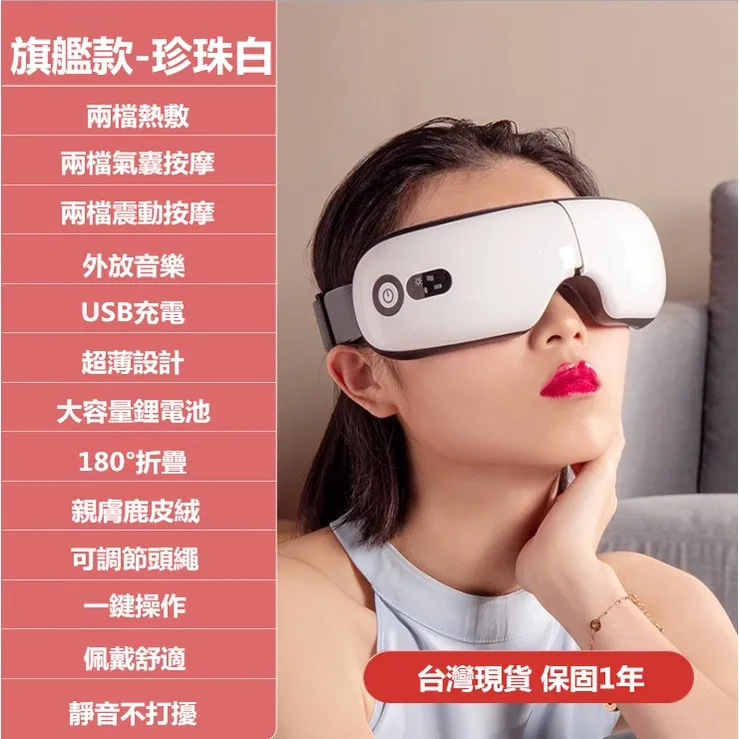 旗艦款-珍珠白
兩檔熱敷
兩檔氣囊按摩
兩檔震動按摩
外放音樂
USB充電
超薄設計
大容量鋰電池
180°折疊
親膚鹿皮絨
可調節頭繩
一鍵操作
佩戴舒適
靜音不打擾
台灣現貨 保固1年